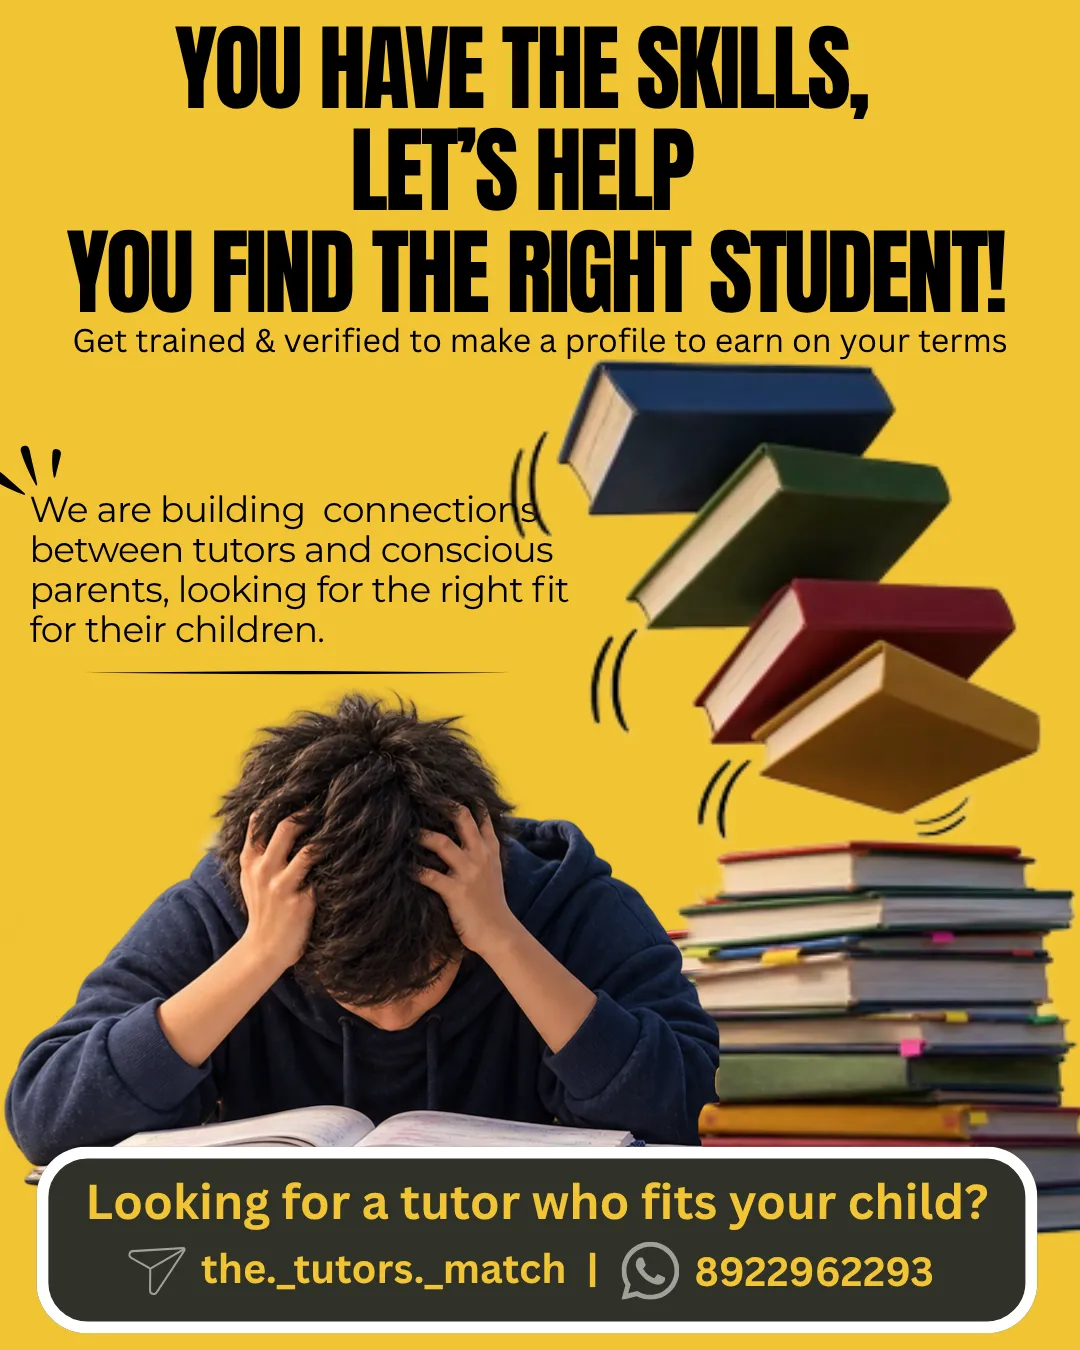 YOU HAVE THE SKILLS,
LET’S HELP
YOU FIND THE RIGHT STUDENT!
Get trained & verified to make a profile to earn on your terms
We are building  connections
between tutors and conscious
parents, looking for the right fit
for their children.
Looking for a tutor who fits your child?
the._tutors._match | 8922962293